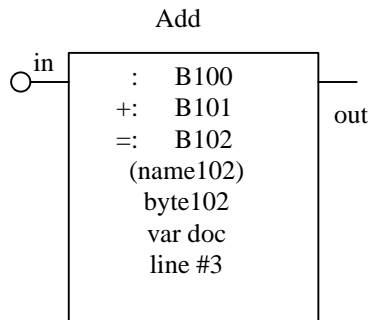 Add
in
: B100
+: B101
=: B102
out
(name102)
byte102
var doc
line #3